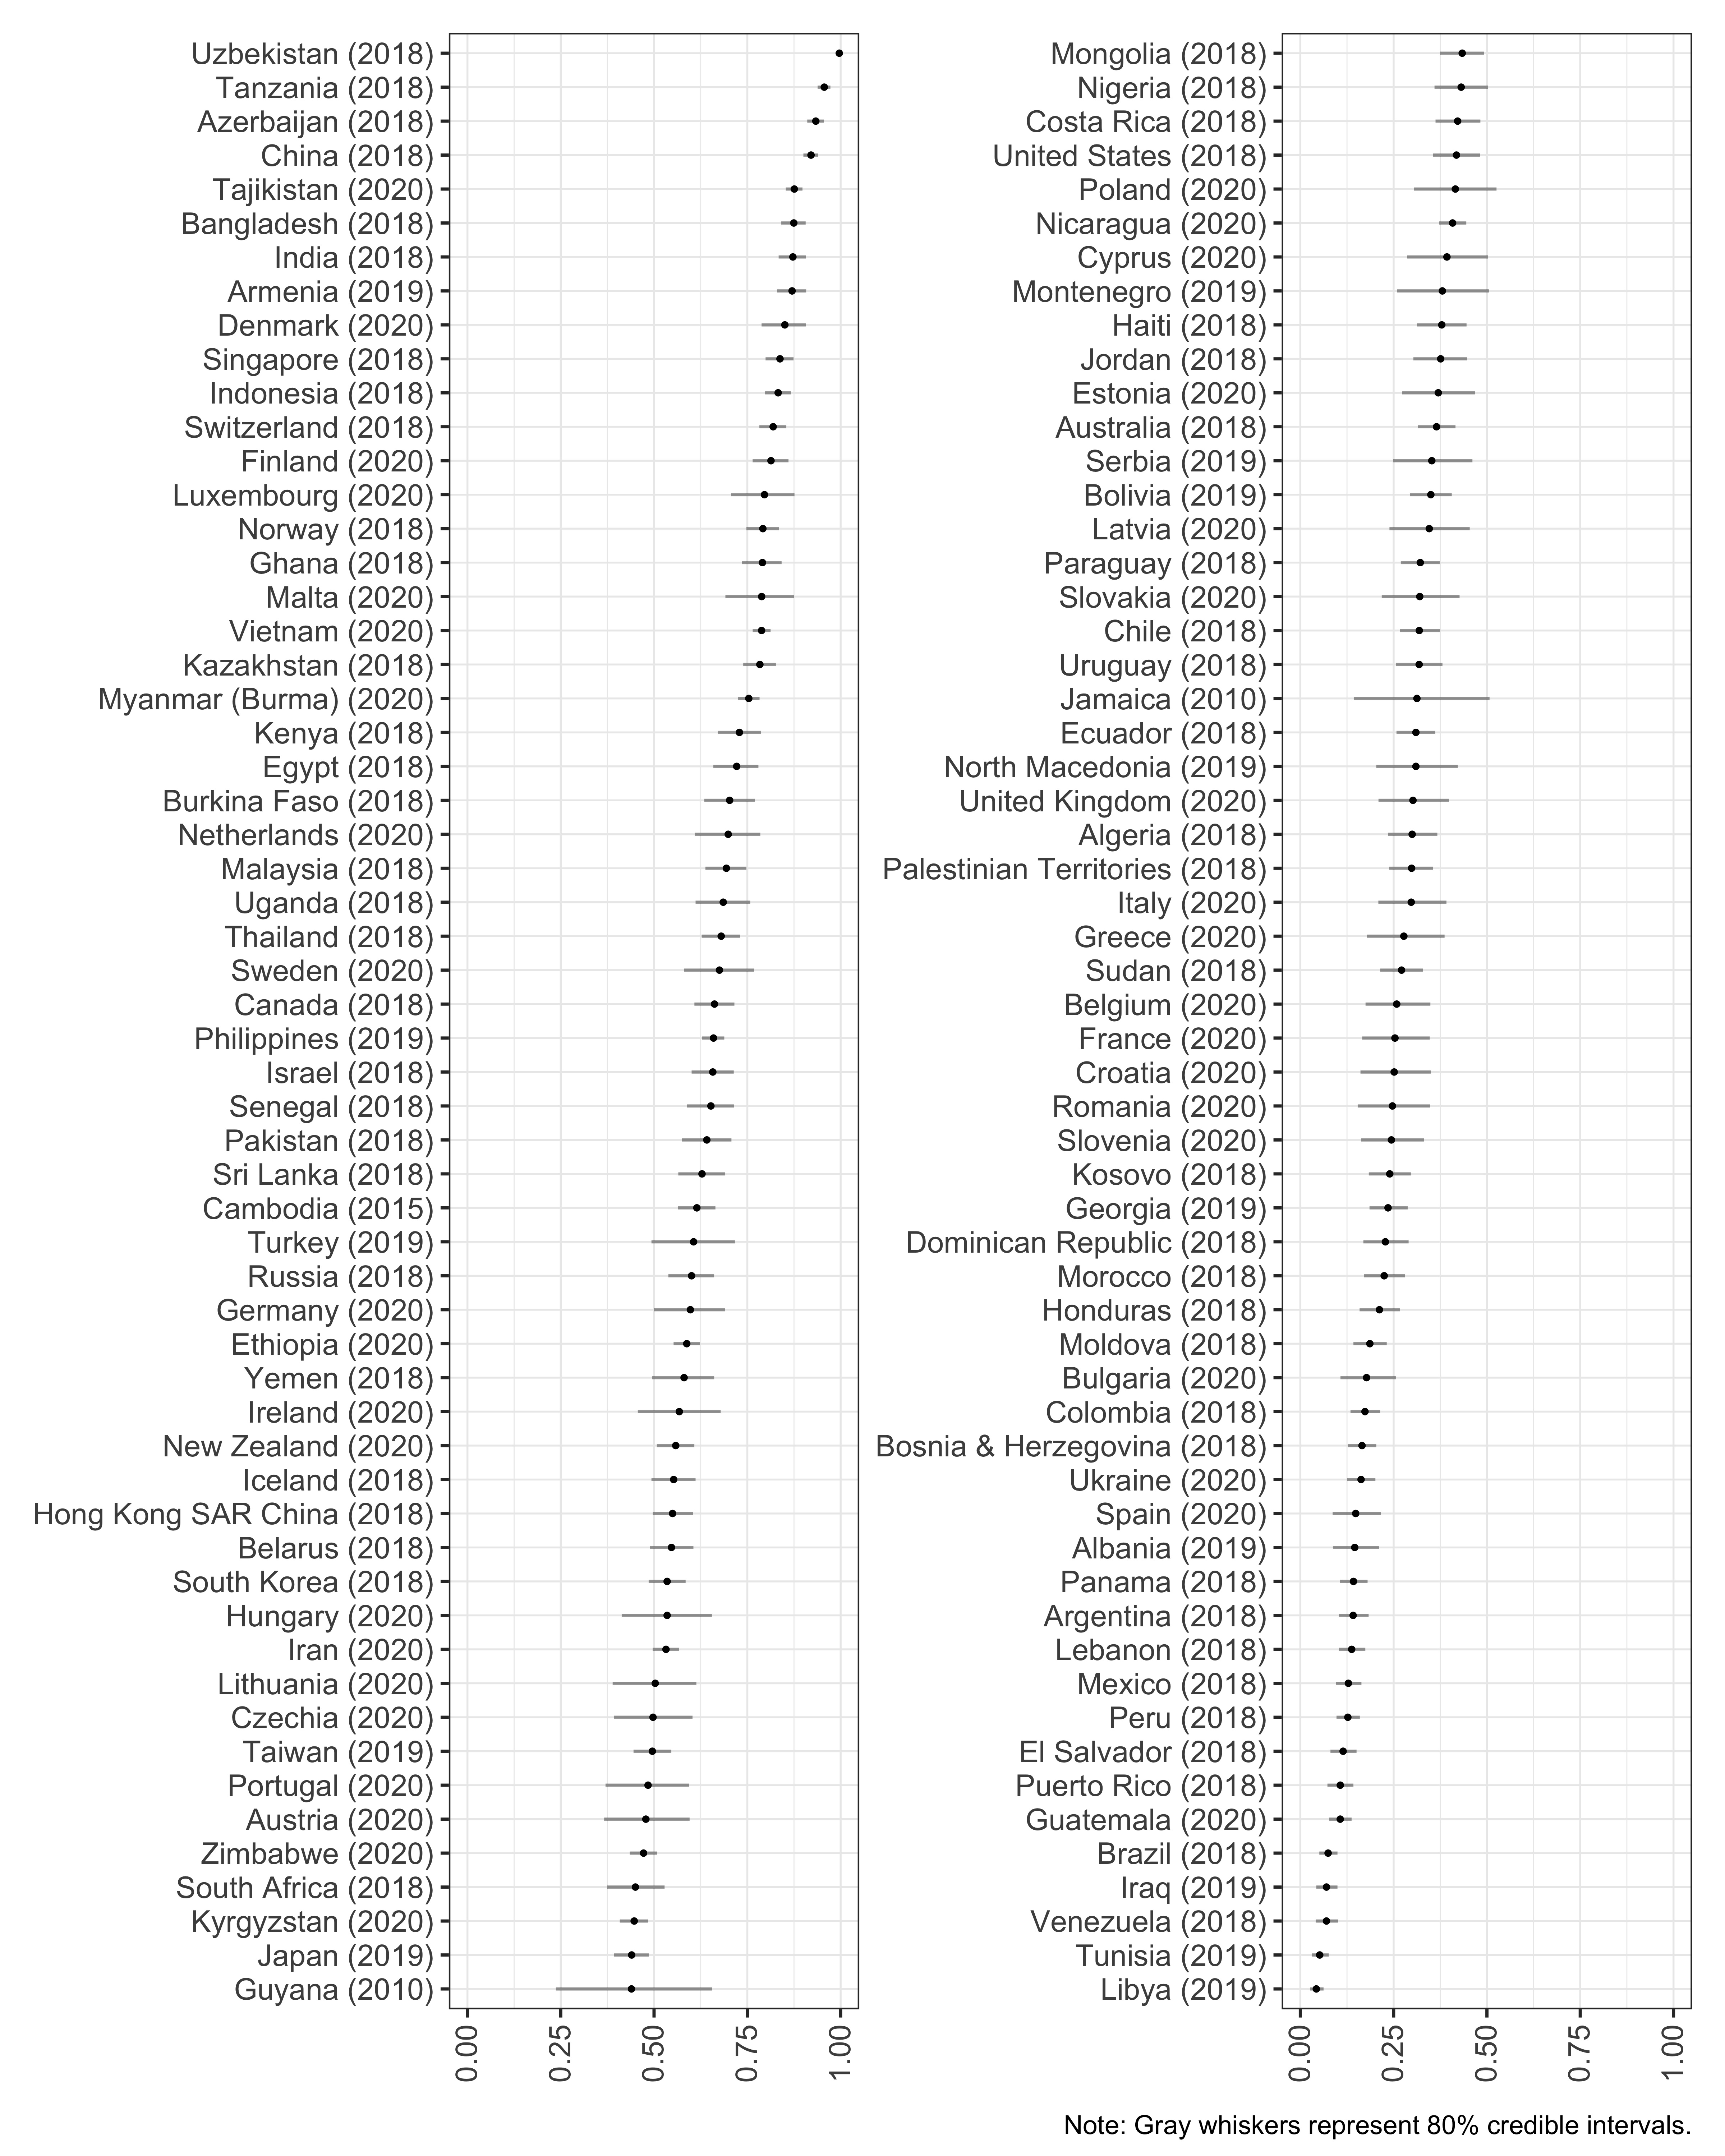 Uzbekistan (2018)
Tanzania (2018)
Azerbaijan (2018)
China (2018)
Tajikistan (2020)
Bangladesh (2018)
India (2018)
Armenia (2019)
Denmark (2020)
Singapore (2018)
Indonesia (2018)
Switzerland (2018)
Finland (2020)
Luxembourg (2020)
Norway (2018)
Ghana (2018)
Malta (2020)
Vietnam (2020)
Kazakhstan (2018)
Myanmar (Burma) (2020)
Kenya (2018)
Egypt (2018)
Burkina Faso (2018)
Netherlands (2020)
Malaysia (2018)
Uganda (2018)
Thailand (2018)
Sweden (2020)
Canada (2018)
Philippines (2019)
Israel (2018)
Senegal (2018)
Pakistan (2018)
Sri Lanka (2018)
Cambodia (2015)
Turkey (2019)
Russia (2018)
Germany (2020)
Ethiopia (2020)
Yemen (2018)
Ireland (2020)
New Zealand (2020)
Iceland (2018)
Hong Kong SAR China (2018)
Belarus (2018)
South Korea (2018)
Hungary (2020)
Iran (2020)
Lithuania (2020)
Czechia (2020)
Taiwan (2019)
Portugal (2020)
Austria (2020)
Zimbabwe (2020)
South Africa (2018)
Kyrgyzstan (2020)
Japan (2019)
Guyana (2010)
0.00
0.25
0.50
0.75
1.00
Mongolia (2018)
Nigeria (2018)
Costa Rica (2018)
United States (2018)
Poland (2020)
Nicaragua (2020)
Cyprus (2020)
Montenegro (2019)
Haiti (2018)
Jordan (2018)
Estonia (2020)
Australia (2018)
Serbia (2019)
Bolivia (2019)
Latvia (2020)
Paraguay (2018)
Slovakia (2020)
Chile (2018)
Uruguay (2018)
Jamaica (2010)
Ecuador (2018)
North Macedonia (2019)
United Kingdom (2020)
Algeria (2018)
Palestinian Territories (2018)
Italy (2020)
Greece (2020)
Sudan (2018)
Belgium (2020)
France (2020)
Croatia (2020)
Romania (2020)
Slovenia (2020)
Kosovo (2018)
Georgia (2019)
Dominican Republic (2018)
Morocco (2018)
Honduras (2018)
Moldova (2018)
Bulgaria (2020)
Colombia (2018)
Bosnia & Herzegovina (2018)
Ukraine (2020)
Spain (2020)
Albania (2019)
Panama (2018)
Argentina (2018)
Lebanon (2018)
Mexico (2018)
Peru (2018)
El Salvador (2018)
Puerto Rico (2018)
Guatemala (2020)
Brazil (2018)
Iraq (2019)
Venezuela (2018)
Tunisia (2019)
Libya (2019)
0.00
0.25
0.50
0.75
1.00
Note: Gray whiskers represent 80% credible intervals.